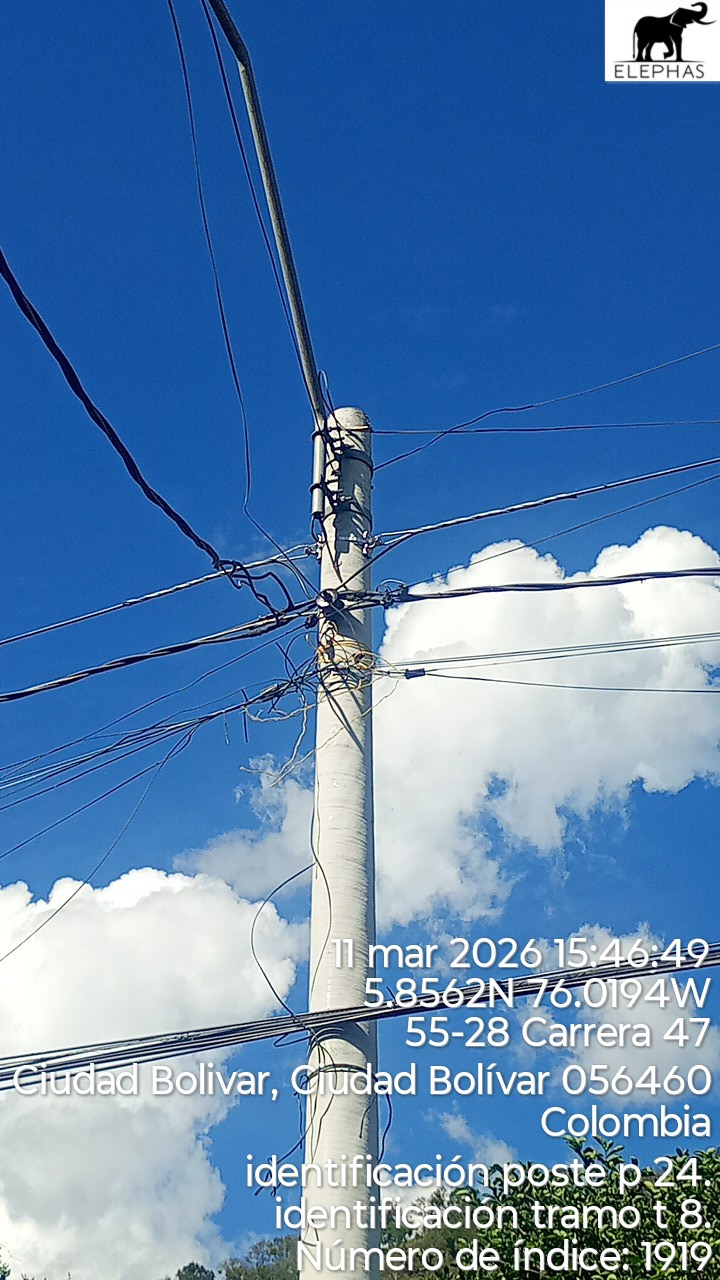 ELEPHAS
11 mar 2026 15:46:49
5.8562N 76.0194W
55-28 Carrera 47
Ciudad Bolivar, Ciudad Bolívar 056460
Colombia
identificación poste p 24.
identificación tramo t 8.
Número de índice: 1919